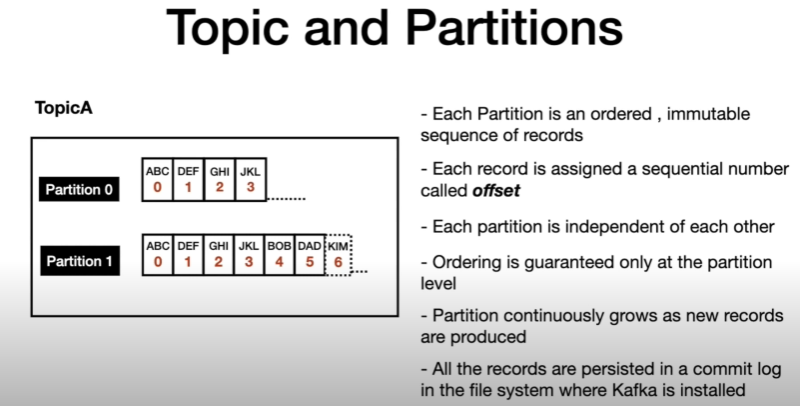 Topic and Partitions
TopicA
Partition 0
ABC DEF GHI JKL
0 1 2 3
Partition 1
ABC DEF GHI JKL BOB DAD KIM
0 1 2 3 4 5 6
- Each Partition is an ordered , immutable
sequence of records
- Each record is assigned a sequential number
called offset
- Each partition is independent of each other
- Ordering is guaranteed only at the partition
level
- Partition continuously grows as new records
are produced
- All the records are persisted in a commit log
in the file system where Kafka is installed